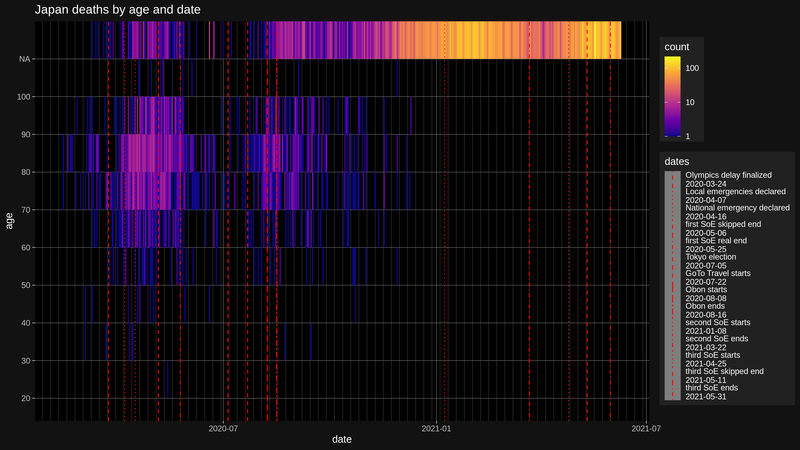 Japan deaths by age and date
NA
100
90
80
70
60
50
40
30
20
age
2020-07
2021-01
2021-07
date
count
100
10
1
dates
Olympics delay finalized
2020-03-24
Local emergencies declared
2020-04-07
National emergency declared
2020-04-16
first SoE skipped end
2020-05-06
first SoE real end
2020-05-25
Tokyo election
2020-07-05
GoTo Travel starts
2020-07-22
Obon starts
2020-08-08
Obon ends
2020-08-16
second SoE starts
2021-01-08
second SoE ends
2021-03-22
third SoE starts
2021-04-25
third SoE skipped end
2021-05-11
third SoE ends
2021-05-31